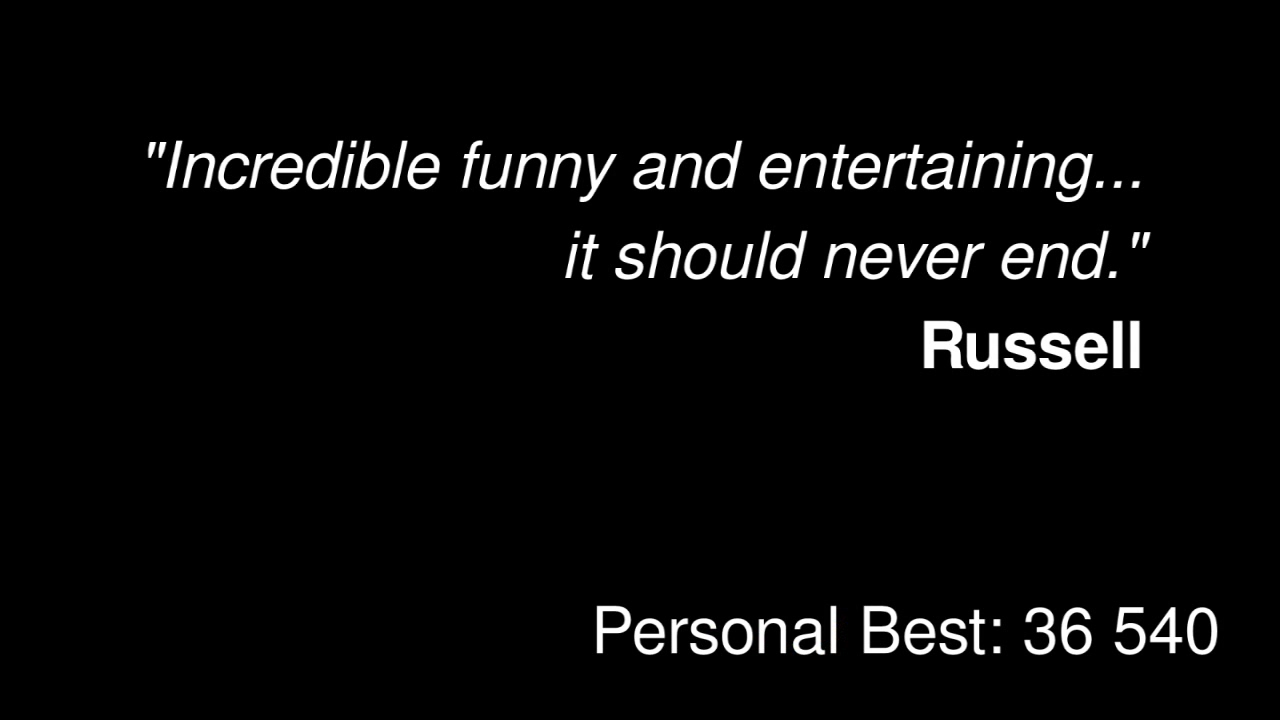 "Incredible funny and entertaining...
it should never end."
Russell
Personal Best: 36 540